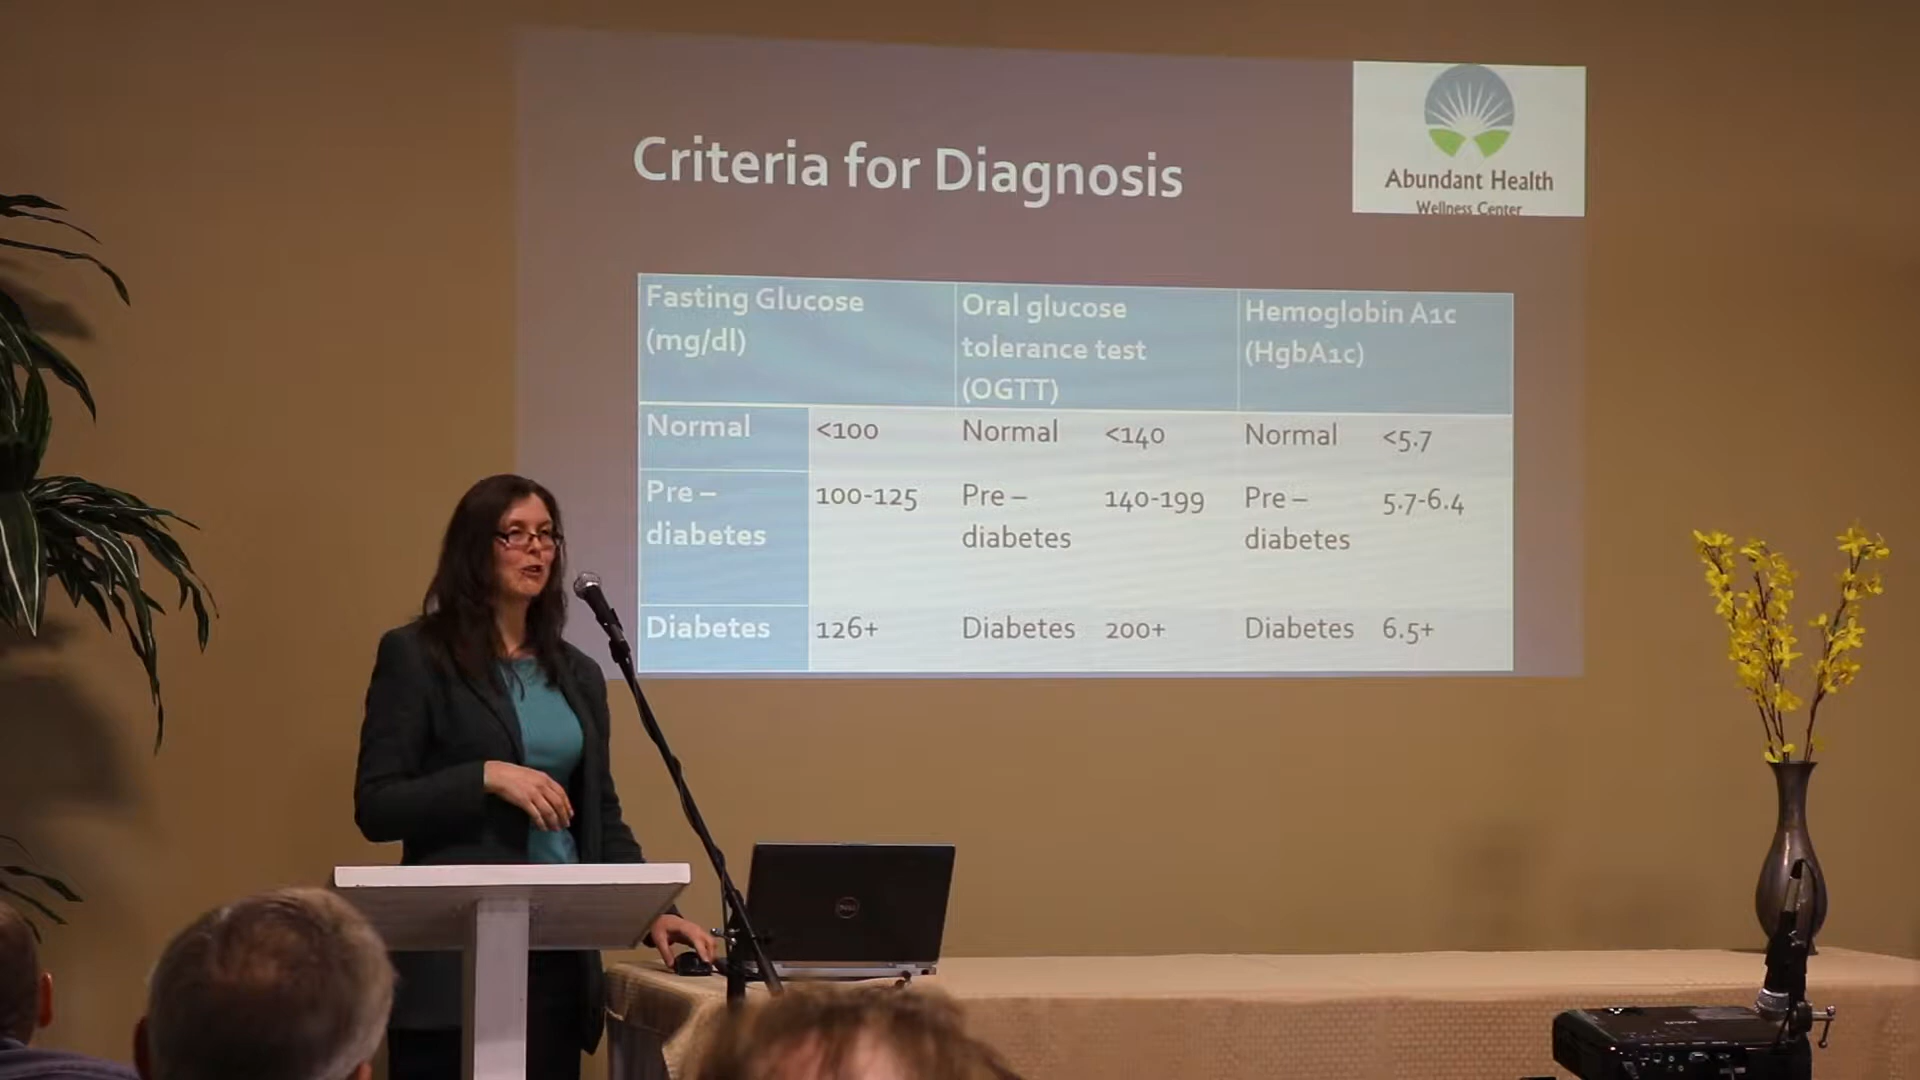 Criteria for Diagnosis
Abundant Health
Wellness Center
Fasting Glucose
(mg/dl)
Oral glucose
tolerance test
(OGTT)
Hemoglobin A1c
(HgbA1c)
Normal <100 Normal <140 Normal <5.7
Pre – 100-125 Pre – 140-199 Pre – 5.7-6.4
diabetes diabetes diabetes
Diabetes 126+ Diabetes 200+ Diabetes 6.5+
DELL
EPSON